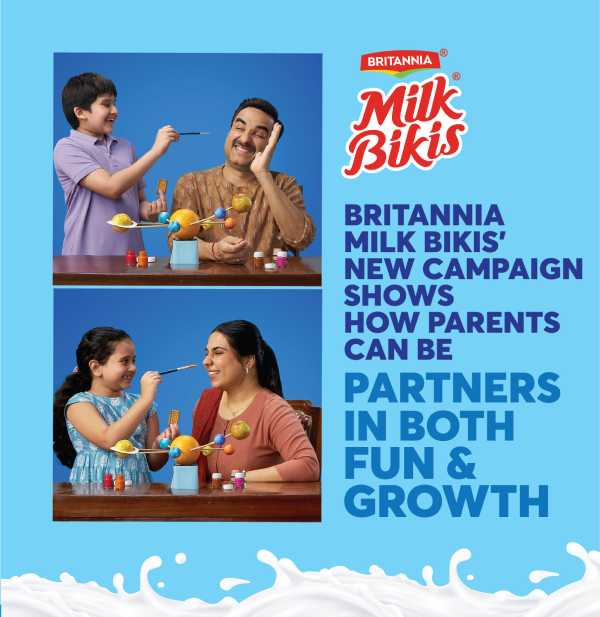 BRITANNIA®
Milk®
Bikis
BRITANNIA
MILK BIKIS'
NEW CAMPAIGN
SHOWS
HOW PARENTS
CAN BE
PARTNERS
IN BOTH
FUN &
GROWTH